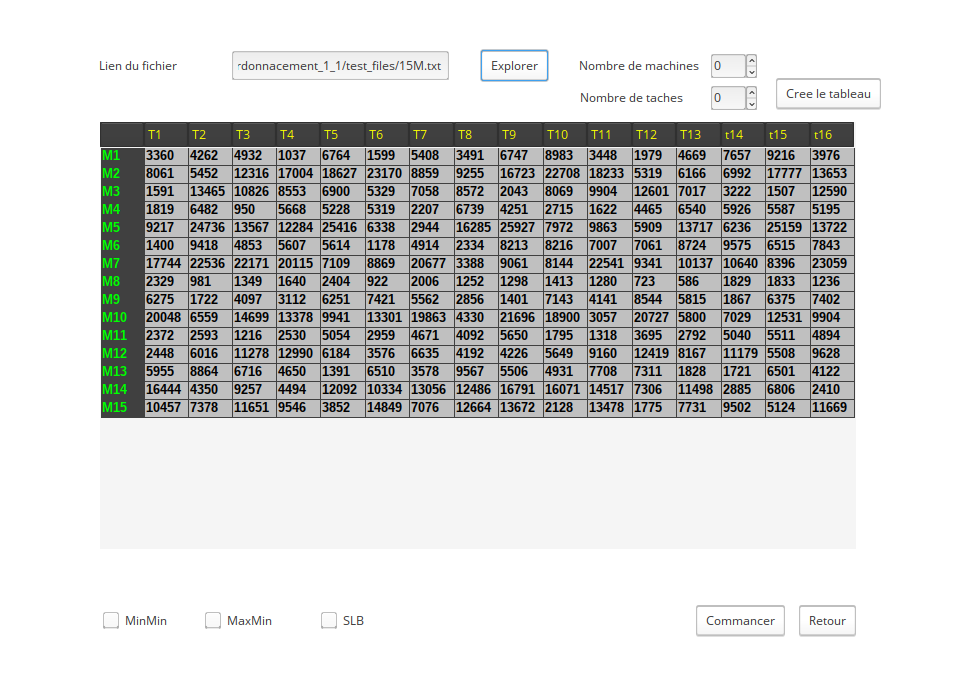 Lien du fichier rdonnacement_1_1/test_files/15M.txt Explorer Nombre de machines 0
Nombre de taches 0 Cree le tableau
T1 T2 T3 T4 T5 T6 T7 T8 T9 T10 T11 T12 T13 t14 t15 t16
M1 3360 4262 4932 1037 6764 1599 5408 3491 6747 8983 3448 1979 4669 7657 9216 3976
M2 8061 5452 12316 17004 18627 23170 8859 9255 16723 22708 18233 5319 6166 6992 17777 13653
M3 1591 13465 10826 8553 6900 5329 7058 8572 2043 8069 9904 12601 7017 3222 1507 12590
M4 1819 6482 950 5668 5228 5319 2207 6739 4251 2715 1622 4465 6540 5926 5587 5195
M5 9217 24736 13567 12284 25416 6338 2944 16285 25927 7972 9863 5909 13717 6236 25159 13722
M6 1400 9418 4853 5607 5614 1178 4914 2334 8213 8216 7007 7061 8724 9575 6515 7843
M7 17744 22536 22171 20115 7109 8869 20677 3388 9061 8144 22541 9341 10137 10640 8396 23059
M8 2329 981 1349 1640 2404 922 2006 1252 1298 1413 1280 723 586 1829 1833 1236
M9 6275 1722 4097 3112 6251 7421 5562 2856 1401 7143 4141 8544 5815 1867 6375 7402
M10 20048 6559 14699 13378 9941 13301 19863 4330 21696 18900 3057 20727 5800 7029 12531 9904
M11 2372 2593 1216 2530 5054 2959 4671 4092 5650 1795 1318 3695 2792 5040 5511 4894
M12 2448 6016 11278 12990 6184 3576 6635 4192 4226 5649 9160 12419 8167 11179 5508 9628
M13 5955 8864 6716 4650 1391 6510 3578 9567 5506 4931 7708 7311 1828 1721 6501 4122
M14 16444 4350 9257 4494 12092 10334 13056 12486 16791 16071 14517 7306 11498 2885 6806 2410
M15 10457 7378 11651 9546 3852 14849 7076 12664 13672 2128 13478 1775 7731 9502 5124 11669
MinMin MaxMin SLB Commancer Retour